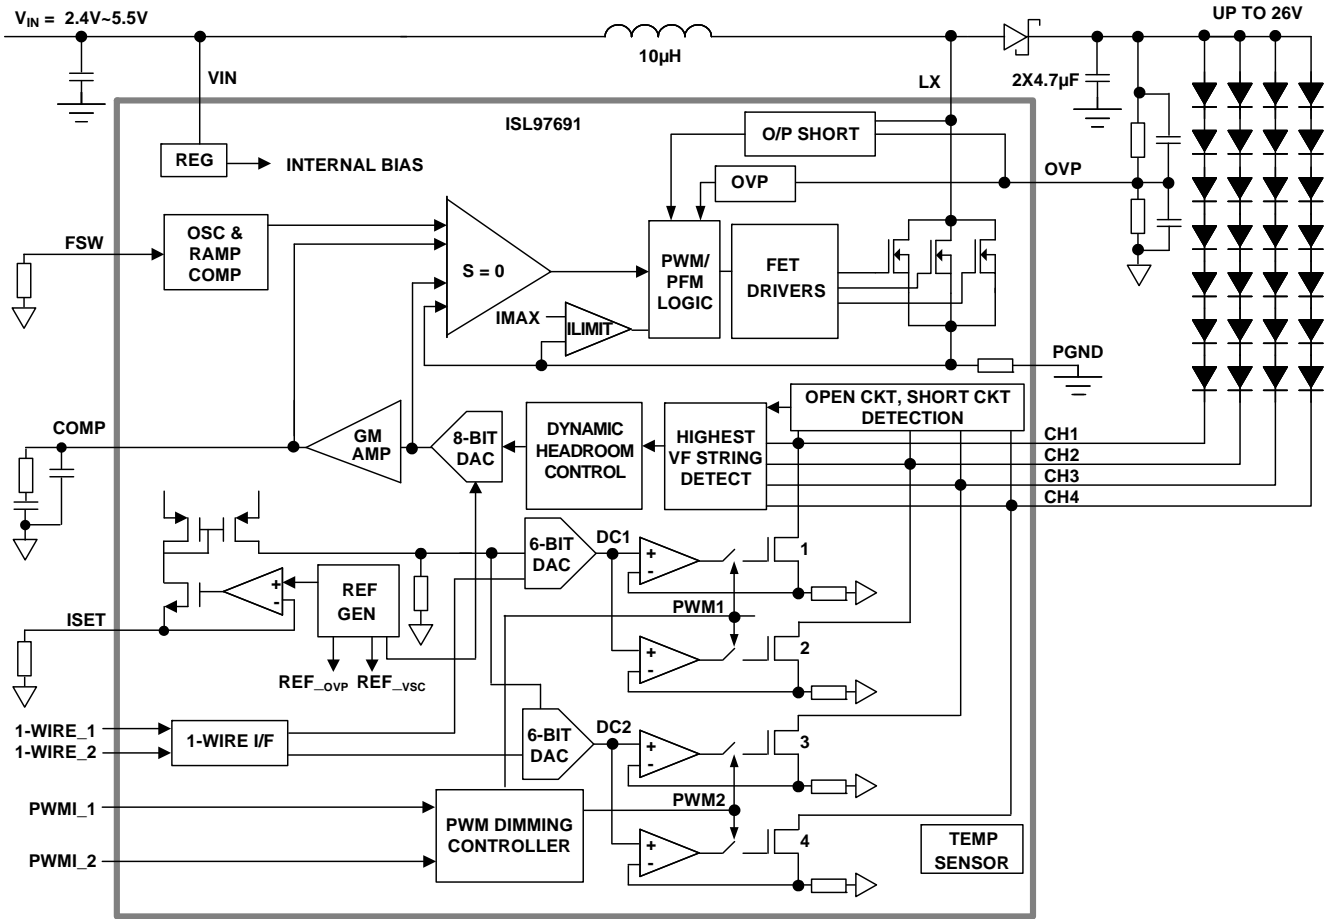 VIN = 2.4V~5.5V
UP TO 26V
10µH
2X4.7µF
VIN
LX
ISL97691
O/P SHORT
REG
INTERNAL BIAS
OVP
OVP
FSW
OSC &
RAMP
COMP
S = 0
PWM/
PFM
LOGIC
FET
DRIVERS
IMAX
ILIMIT
PGND
OPEN CKT, SHORT CKT
DETECTION
COMP
GM
AMP
8-BIT
DAC
DYNAMIC
HEADROOM
CONTROL
HIGHEST
VF STRING
DETECT
CH1
CH2
CH3
CH4
6-BIT
DAC
DC1
+
-
1
+
-
REF
GEN
PWM1
ISET
+
-
2
REF_OVP
REF_VSC
1-WIRE_1
1-WIRE_2
1-WIRE I/F
6-BIT
DAC
DC2
+
-
3
PWM2
PWMI_1
PWMI_2
PWM DIMMING
CONTROLLER
+
-
4
TEMP
SENSOR